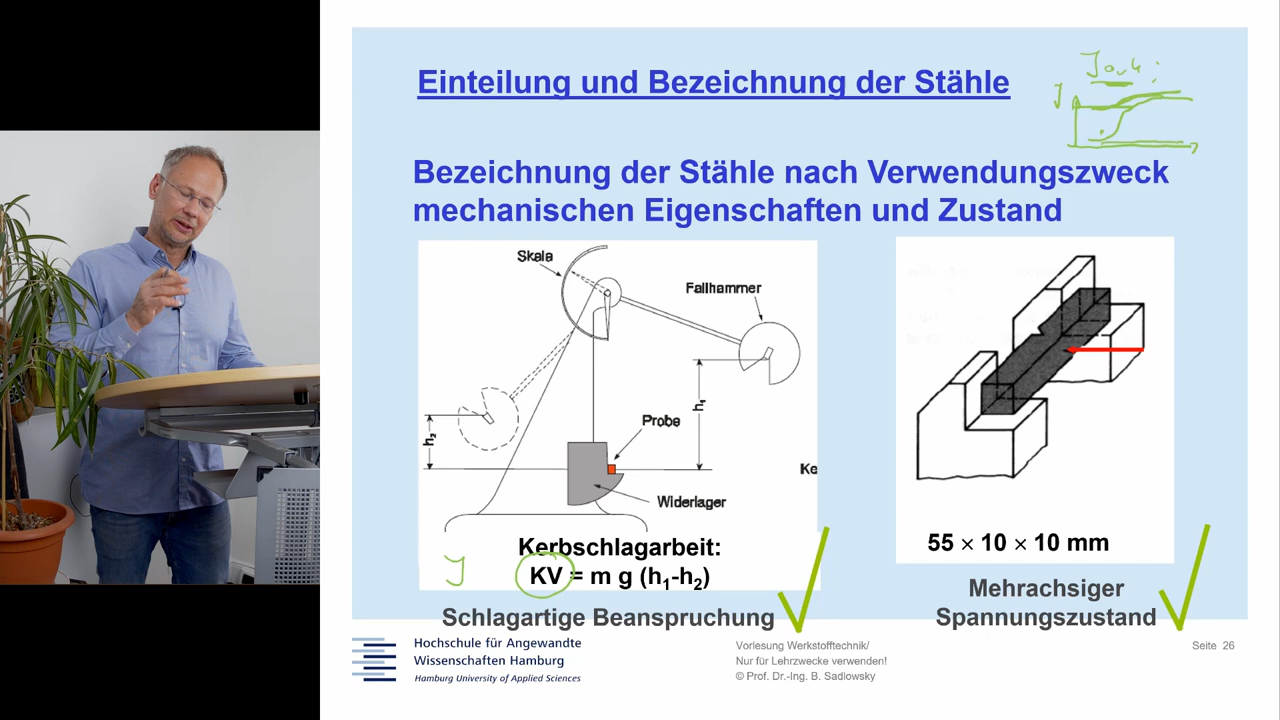 Einteilung und Bezeichnung der Stähle
J
Bezeichnung der Stähle nach Verwendungszweck
mechanischen Eigenschaften und Zustand
Skala
Fallhammer
h₁
h₂
Probe
Widerlager
Ke
Kerbschlagarbeit:
J
KV = m g (h₁-h₂)
Schlagartige Beanspruchung
55 × 10 × 10 mm
Mehrachsiger
Spannungszustand
Hochschule für Angewandte
Wissenschaften Hamburg
Hamburg University of Applied Sciences
Vorlesung Werkstofftechnik/
Nur für Lehrzwecke verwenden!
© Prof. Dr.-Ing. B. Sadlowsky
Seite 26